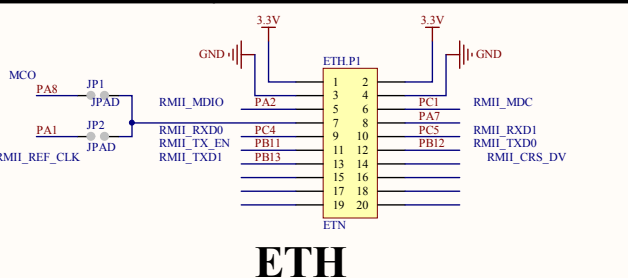 3.3V 3.3V
GND GND
ETH.P1
MCO
PA8 JP1 JPAD
1 2
3 4
RMII_MDIO PA2 5 6 PC1 RMII_MDC
7 8 PA7
PA1 JP2 JPAD
RMII_RXD0 PC4 9 10 PC5 RMII_RXD1
RMII_TX_EN PB11 11 12 PB12 RMII_TXD0
RMII_REF_CLK
RMII_TXD1 PB13 13 14 RMII_CRS_DV
15 16
17 18
19 20
ETN
ETH